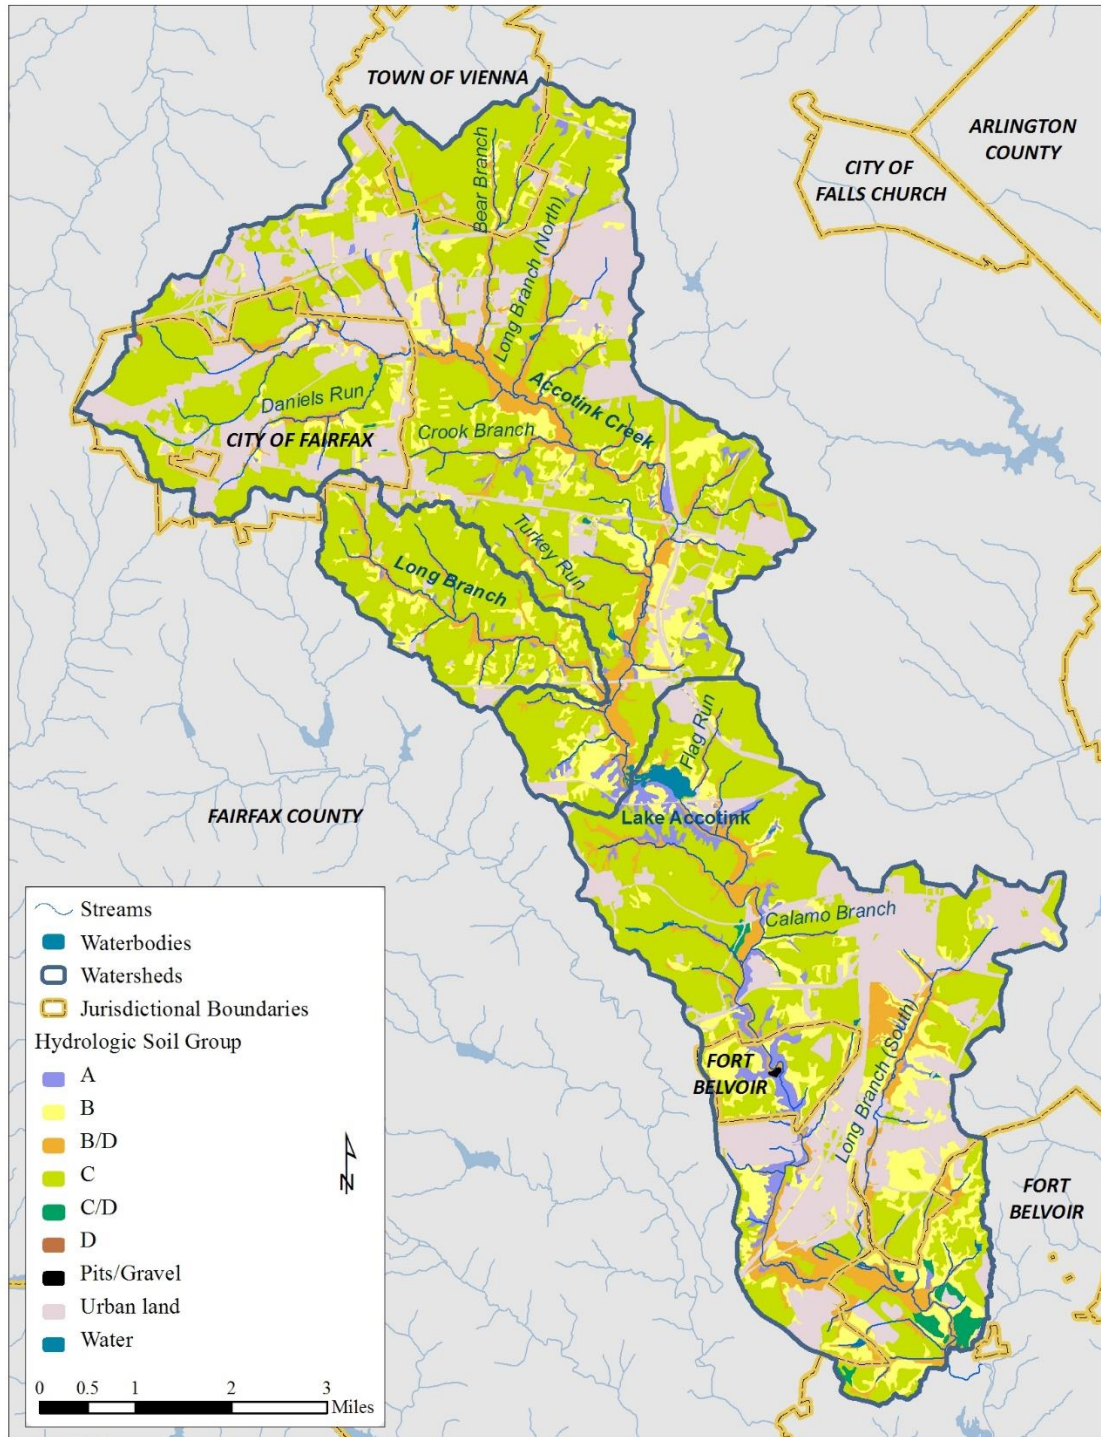 TOWN OF VIENNA
ARLINGTON
COUNTY
CITY OF
FALLS CHURCH
Bear Branch
Long Branch (North)
Accotink Creek
Daniels Run
Crook Branch
CITY OF FAIRFAX
Turkey Run
Long Branch
Flag Run
FAIRFAX COUNTY
Lake Accotink
Calamo Branch
Long Branch (South)
FORT
BELVOIR
FORT
BELVOIR
Streams
Waterbodies
Watersheds
Jurisdictional Boundaries
Hydrologic Soil Group
A
B
B/D
C
C/D
D
Pits/Gravel
Urban land
Water
N
0 0.5 1 2 3
Miles